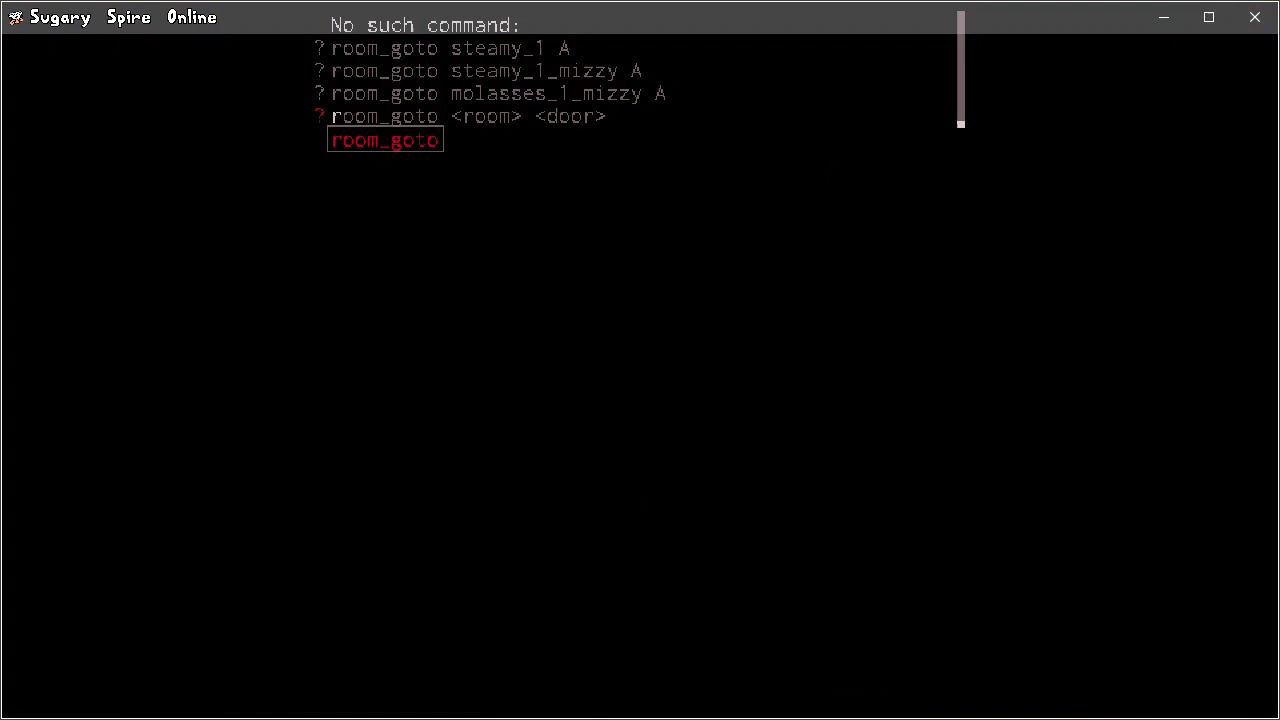 Sugary Spire Online
No such command:
? room_goto steamy_1 A
? room_goto steamy_1_mizzy A
? room_goto molasses_1_mizzy A
? room_goto <room> <door>
room_goto